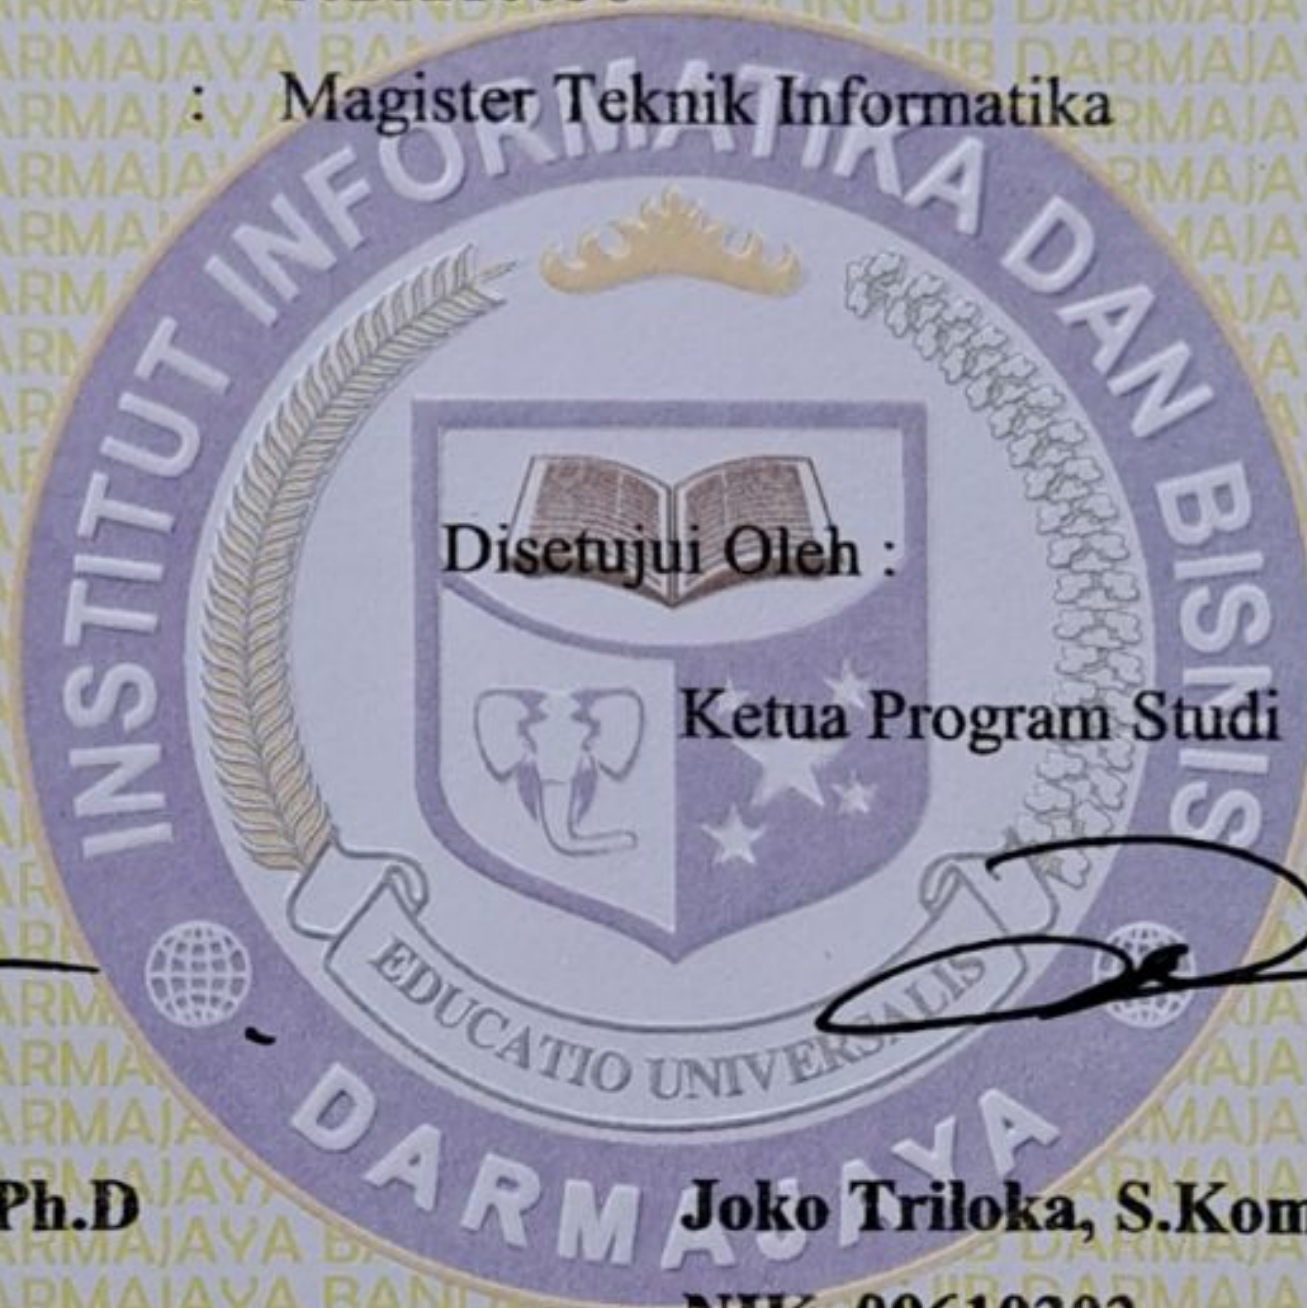 : Magister Teknik Informatika
INSTITUT INFORMATIKA DAN BISNIS
Disetujui Oleh :
Ketua Program Studi
EDUCATIO UNIVERSALIS
DARMAJAYA
Ph.D
Joko Triloka, S.Kom